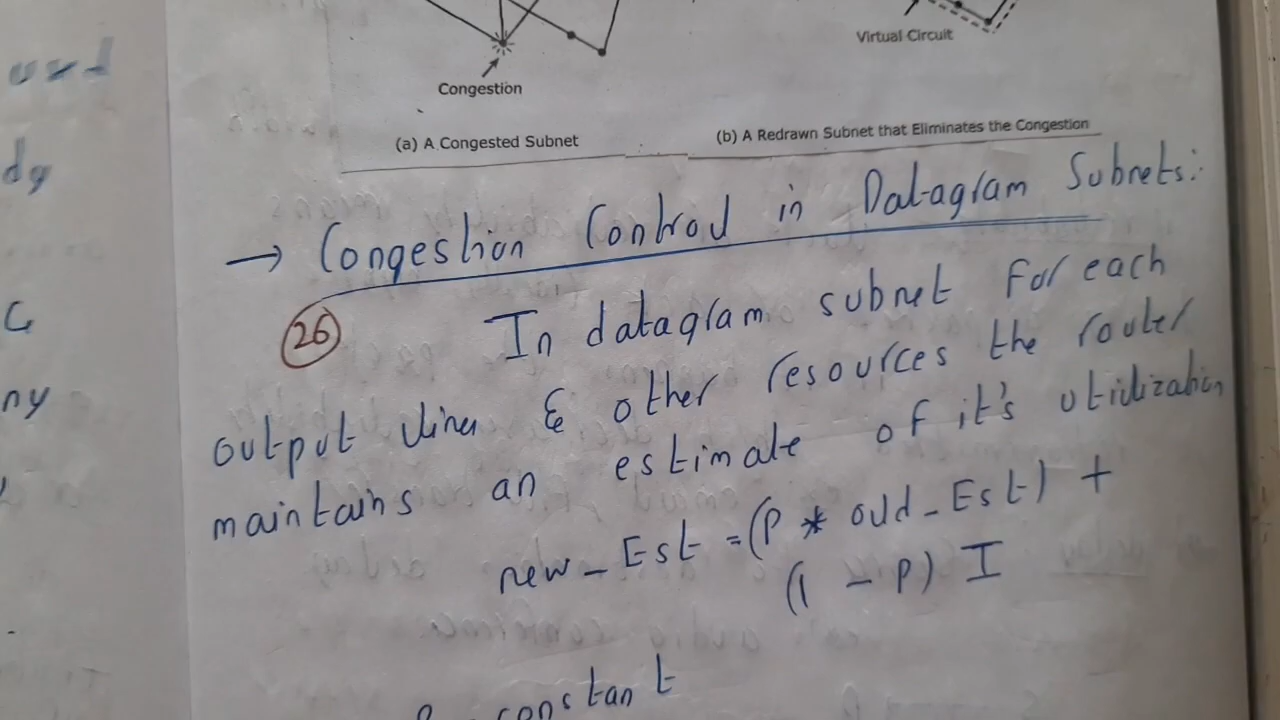 Virtual Circuit
Congestion
(a) A Congested Subnet
(b) A Redrawn Subnet that Eliminates the Congestion
→ Congestion Control in Datagram Subnets:
26
In datagram subnet for each
output line & other resources the router
maintains an estimate of it's utilization
new_Est = (P * old_Est) +
(1 - P) I
constant
dy
ny